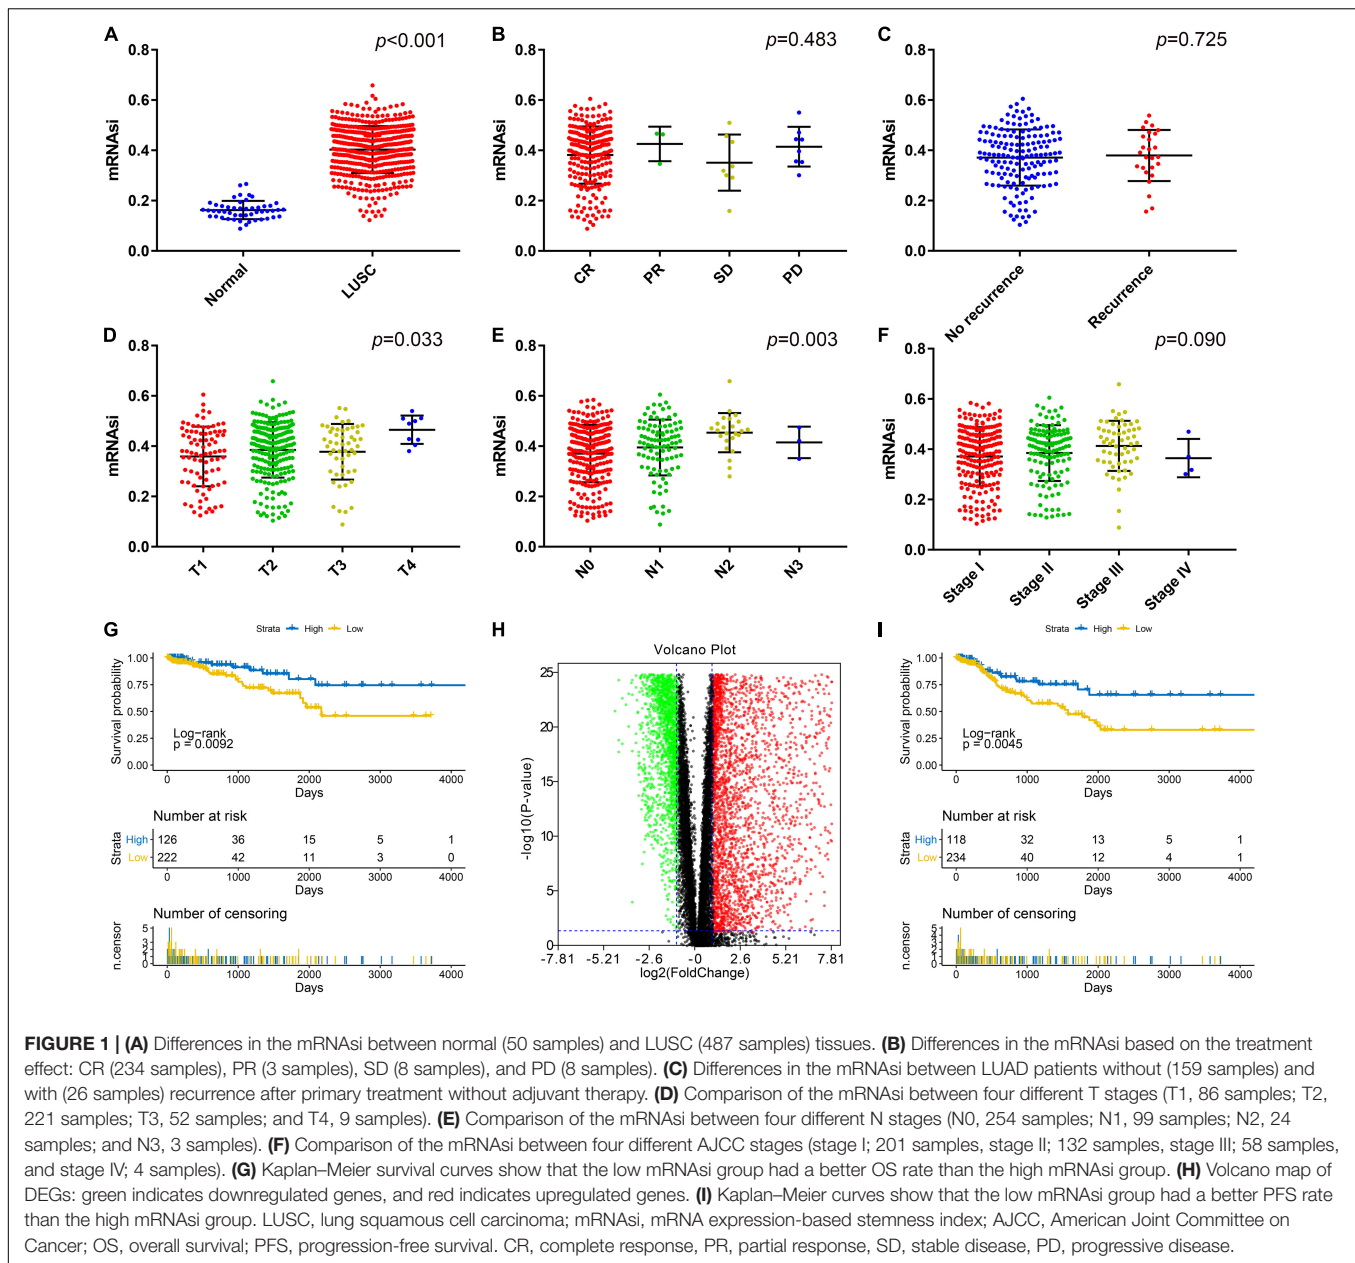 A
p<0.001
mRNAsi
0.8
0.6
0.4
0.2
0.0
Normal
LUSC
B
p=0.483
mRNAsi
0.8
0.6
0.4
0.2
0.0
CR
PR
SD
PD
C
p=0.725
mRNAsi
0.8
0.6
0.4
0.2
0.0
No recurrence
Recurrence
D
p=0.033
mRNAsi
0.8
0.6
0.4
0.2
0.0
T1
T2
T3
T4
E
p=0.003
mRNAsi
0.8
0.6
0.4
0.2
0.0
N0
N1
N2
N3
F
p=0.090
mRNAsi
0.8
0.6
0.4
0.2
0.0
Stage I
Stage II
Stage III
Stage IV
G
Strata High Low
Survival probability
1.00
0.75
0.50
0.25
0.00
Log-rank
p = 0.0092
0 1000 2000 3000 4000
Days
Number at risk
Strata
High 126 36 15 5 1
Low 222 42 11 3 0
0 1000 2000 3000 4000
Days
Number of censoring
n.censor
5
4
3
2
1
0
0 1000 2000 3000 4000
Days
H
Volcano Plot
-log10(P-value)
25
20
15
10
5
0
-7.81 -5.21 -2.6 -0 2.6 5.21 7.81
log2(FoldChange)
I
Strata High Low
Survival probability
1.00
0.75
0.50
0.25
0.00
Log-rank
p = 0.0045
0 1000 2000 3000 4000
Days
Number at risk
Strata
High 118 32 13 5 1
Low 234 40 12 4 1
0 1000 2000 3000 4000
Days
Number of censoring
n.censor
5
4
3
2
1
0
0 1000 2000 3000 4000
Days
FIGURE 1 | (A) Differences in the mRNAsi between normal (50 samples) and LUSC (487 samples) tissues. (B) Differences in the mRNAsi based on the treatment
effect: CR (234 samples), PR (3 samples), SD (8 samples), and PD (8 samples). (C) Differences in the mRNAsi between LUAD patients without (159 samples) and
with (26 samples) recurrence after primary treatment without adjuvant therapy. (D) Comparison of the mRNAsi between four different T stages (T1, 86 samples; T2,
221 samples; T3, 52 samples; and T4, 9 samples). (E) Comparison of the mRNAsi between four different N stages (N0, 254 samples; N1, 99 samples; N2, 24
samples; and N3, 3 samples). (F) Comparison of the mRNAsi between four different AJCC stages (stage I; 201 samples, stage II; 132 samples, stage III; 58 samples,
and stage IV; 4 samples). (G) Kaplan–Meier survival curves show that the low mRNAsi group had a better OS rate than the high mRNAsi group. (H) Volcano map of
DEGs: green indicates downregulated genes, and red indicates upregulated genes. (I) Kaplan–Meier curves show that the low mRNAsi group had a better PFS rate
than the high mRNAsi group. LUSC, lung squamous cell carcinoma; mRNAsi, mRNA expression-based stemness index; AJCC, American Joint Committee on
Cancer; OS, overall survival; PFS, progression-free survival. CR, complete response, PR, partial response, SD, stable disease, PD, progressive disease.